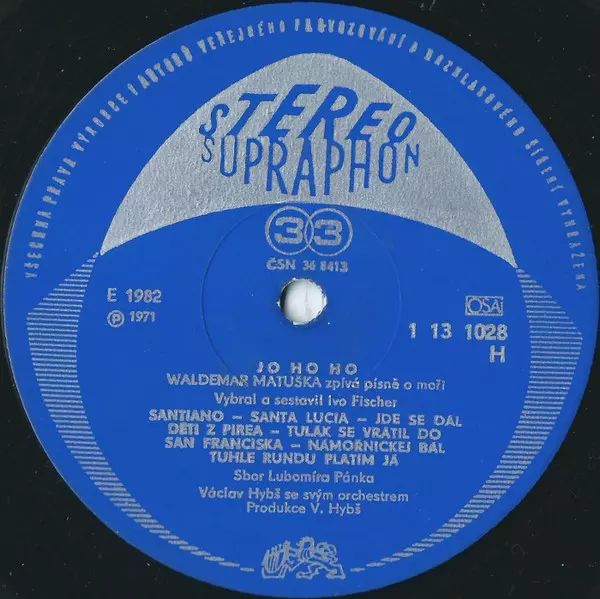 VŠECHNA PRÁVA VÝROBCE I AUTORŮ VEŘEJNÉHO PROVOZOVÁNÍ A ROZHLASOVÉHO ŠÍŘENÍ VYHRAŽENA
STEREO
SUPRAPHON
33
ČSN 36 8413
E 1982
℗ 1971
OSA
1 13 1028
H
JO HO HO
WALDEMAR MATUŠKA zpívá písně o moři
Vybral a sestavil Ivo Fischer
SANTIANO – SANTA LUCIA – JDE SE DÁL
DĚTI Z PIREA – TULÁK SE VRÁTIL DO
SAN FRANCISKA – NÁMOŘNICKEJ BÁL
TUHLE RUNDU PLATÍM JÁ
Sbor Lubomíra Pánka
Václav Hybš se svým orchestrem
Produkce V. Hybš